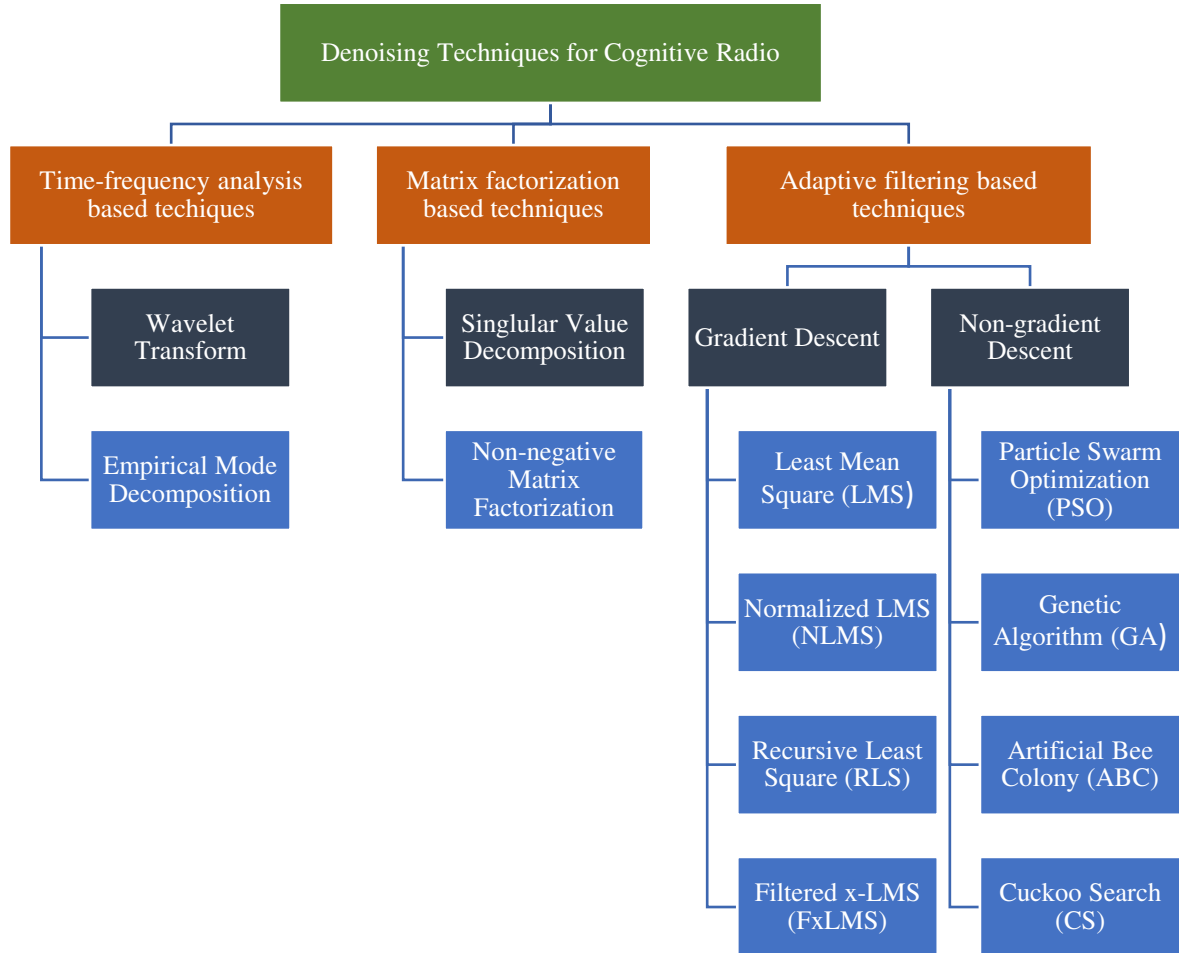 Denoising Techniques for Cognitive Radio
Time-frequency analysis
based techiques
Matrix factorization
based techniques
Adaptive filtering based
techniques
Wavelet
Transform
Empirical Mode
Decomposition
Singlular Value
Decomposition
Non-negative
Matrix
Factorization
Gradient Descent
Least Mean
Square (LMS)
Normalized LMS
(NLMS)
Recursive Least
Square (RLS)
Filtered x-LMS
(FxLMS)
Non-gradient
Descent
Particle Swarm
Optimization
(PSO)
Genetic
Algorithm (GA)
Artificial Bee
Colony (ABC)
Cuckoo Search
(CS)